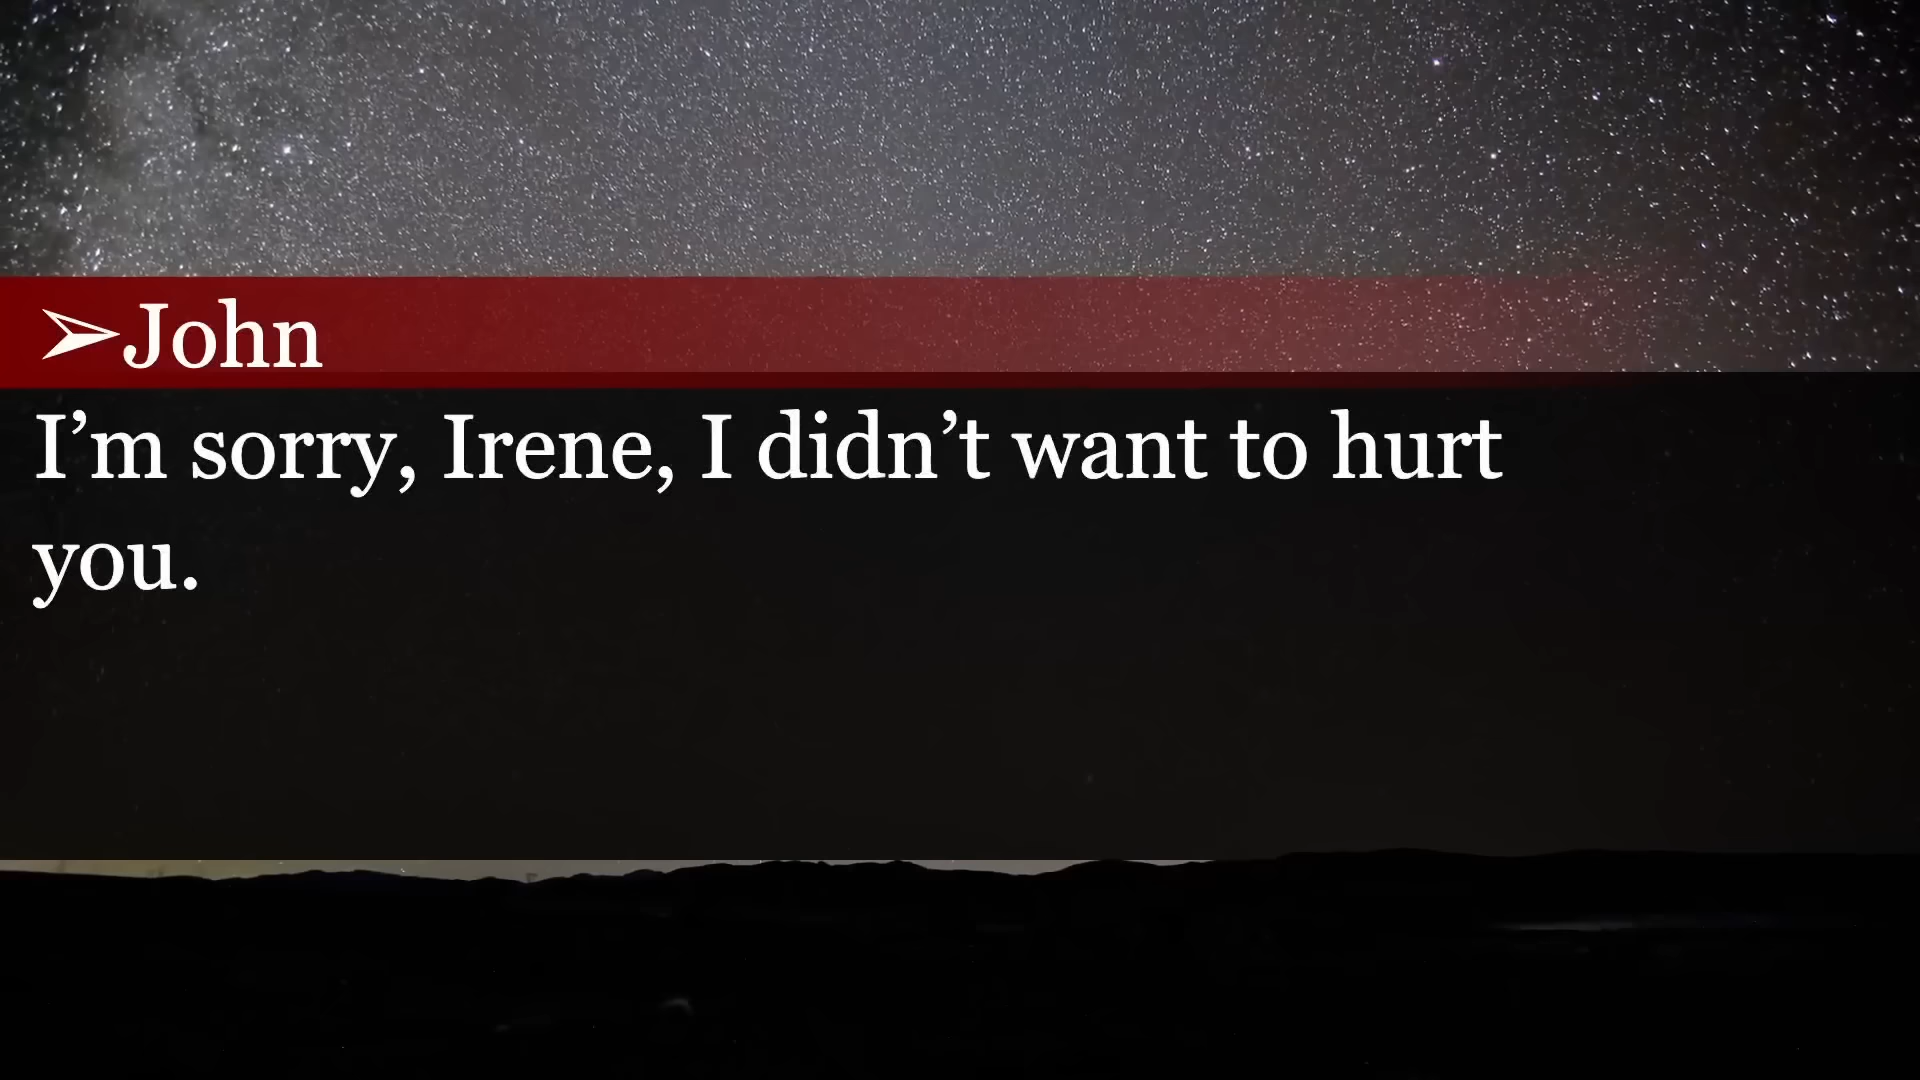 ➢John
I’m sorry, Irene, I didn’t want to hurt
you.